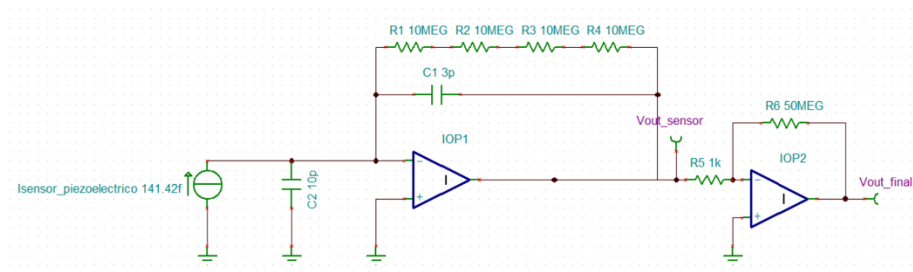 R1 10MEG R2 10MEG R3 10MEG R4 10MEG
C1 3p
Vout_sensor
R6 50MEG
IOP1
R5 1k
IOP2
Isensor_piezoelectrico 141.42f
C2 10p
Vout_final